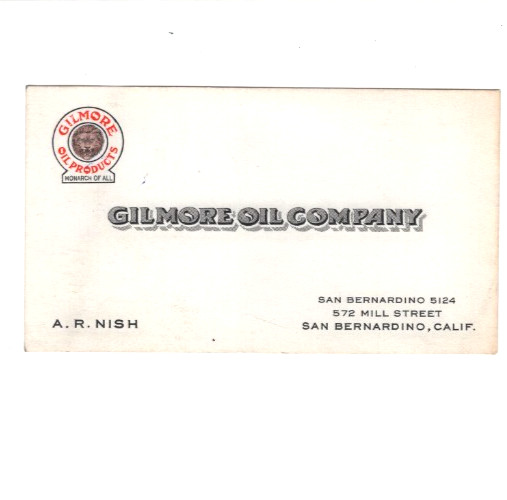 GILMORE
OIL PRODUCTS
MONARCH OF ALL
GILMORE OIL COMPANY
A. R. NISH
SAN BERNARDINO 5124
572 MILL STREET
SAN BERNARDINO, CALIF.